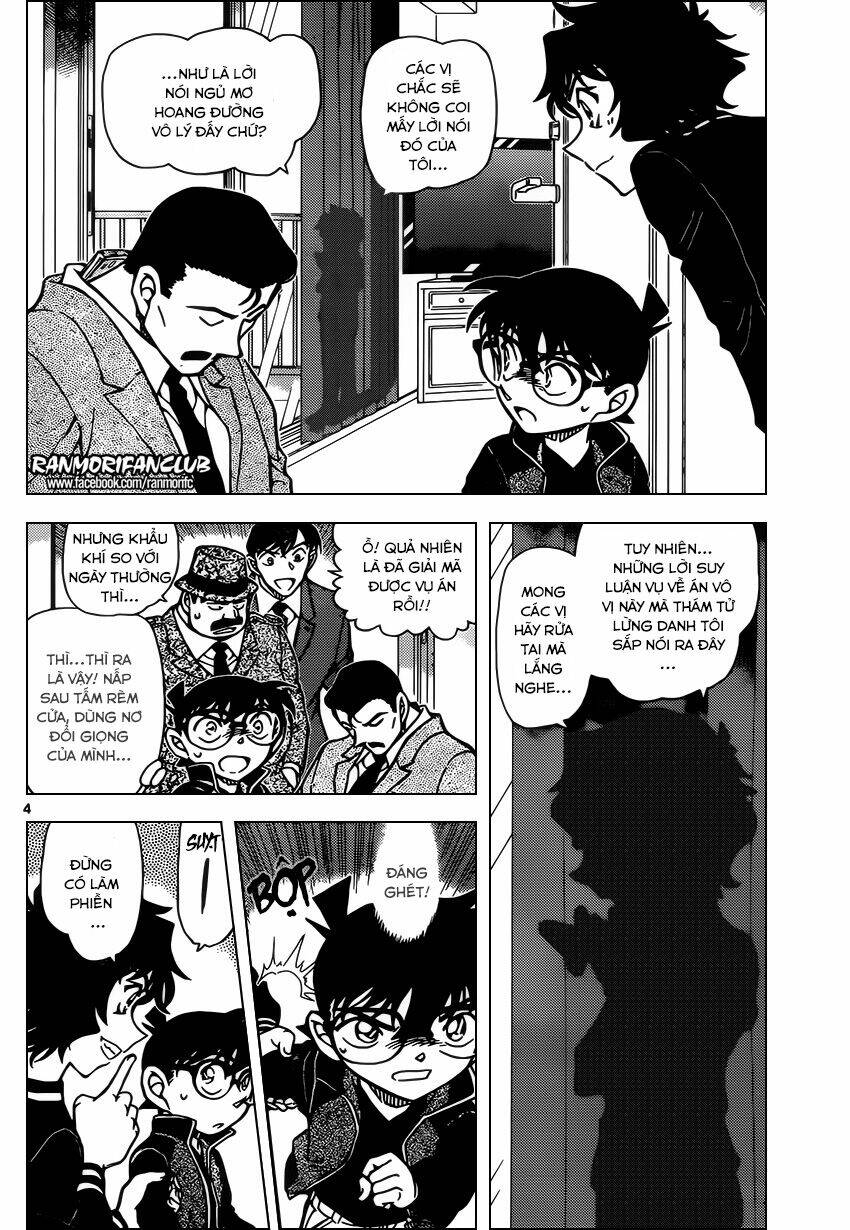 CÁC VỊ
CHẮC SẼ
KHÔNG COI
MẤY LỜI NÓI
ĐÓ CỦA
TÔI...
...NHƯ LÀ LỜI
NÓI NGỦ MƠ
HOANG ĐƯỜNG
VÔ LÝ ĐẤY CHỨ?
RANMORIFANCLUB
www.facebook.com/ranmorifc
TUY NHIÊN...
NHỮNG LỜI SUY
LUẬN VỤ VỀ ÁN VÔ
VỊ NÀY MÀ THÁM TỬ
LỪNG DANH TÔI
SẮP NÓI RA ĐÂY
...
MONG
CÁC VỊ
HÃY RỬA
TAI MÀ
LẮNG
NGHE...
Ồ! QUẢ NHIÊN
LÀ ĐÃ GIẢI MÃ
ĐƯỢC VỤ ÁN
RỒI!!
NHƯNG KHẨU
KHÍ SO VỚI
NGÀY THƯỜNG
THÌ...
THÌ...THÌ RA
LÀ VẬY! NẤP
SAU TẤM RÈM
CỬA, DÙNG NƠ
ĐỔI GIỌNG
CỦA MÌNH...
4
ĐÁNG
GHÉT!
BỘP
SUYT
ĐỪNG
CÓ LÀM
PHIỀN
...